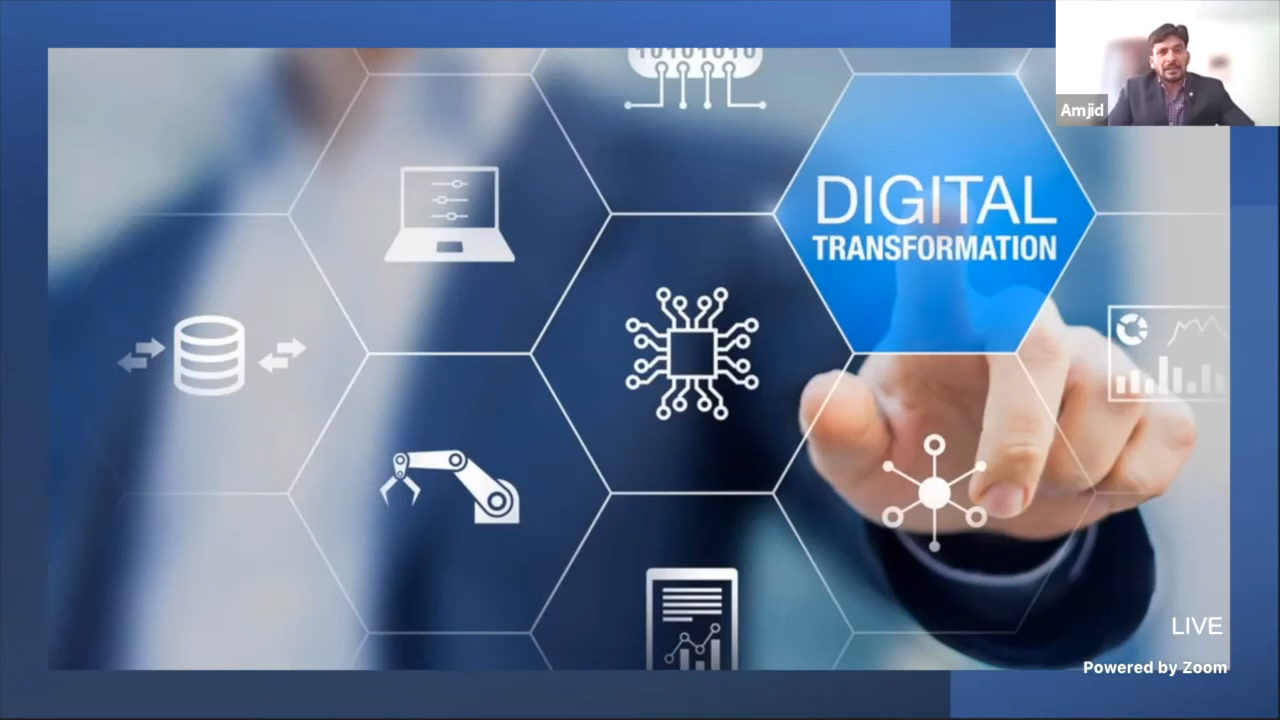 Amjid
DIGITAL
TRANSFORMATION
LIVE
Powered by Zoom